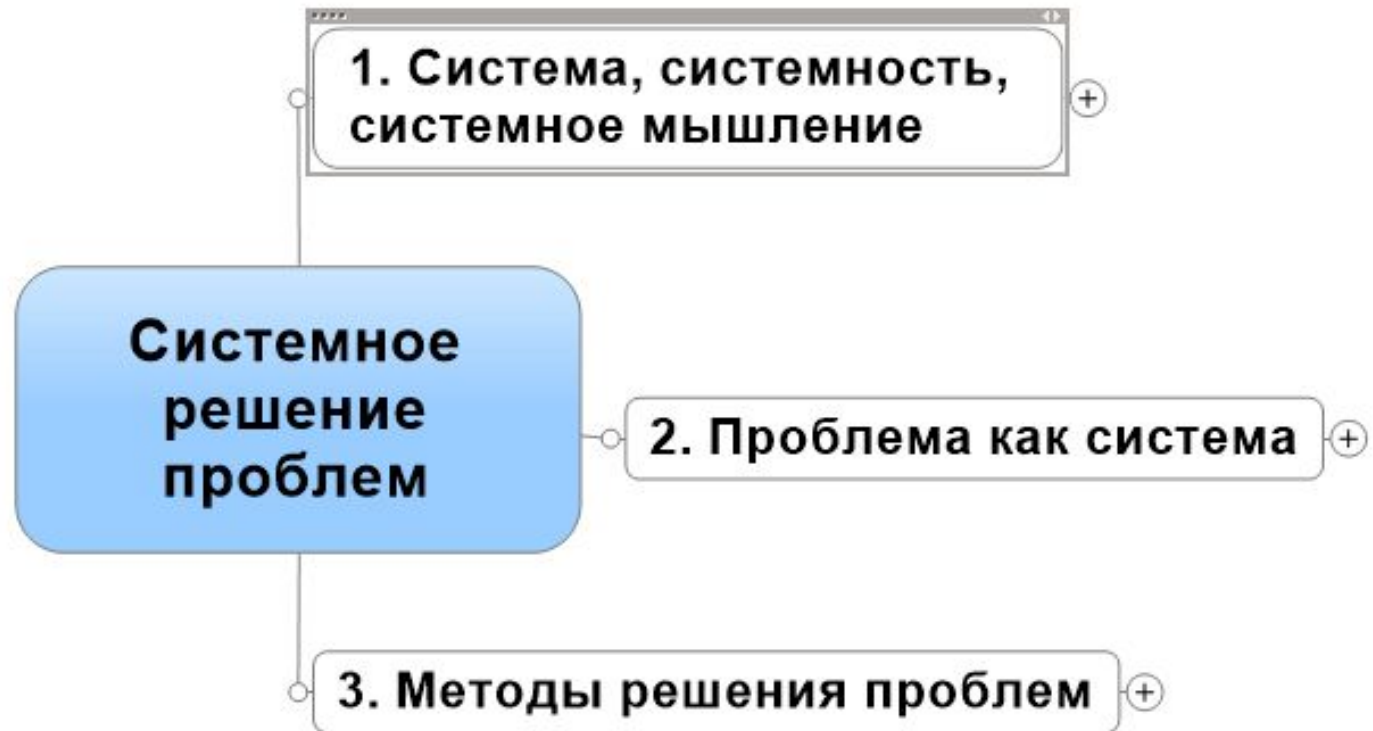 1. Система, системность,
системное мышление
Системное
решение
проблем
2. Проблема как система
3. Методы решения проблем